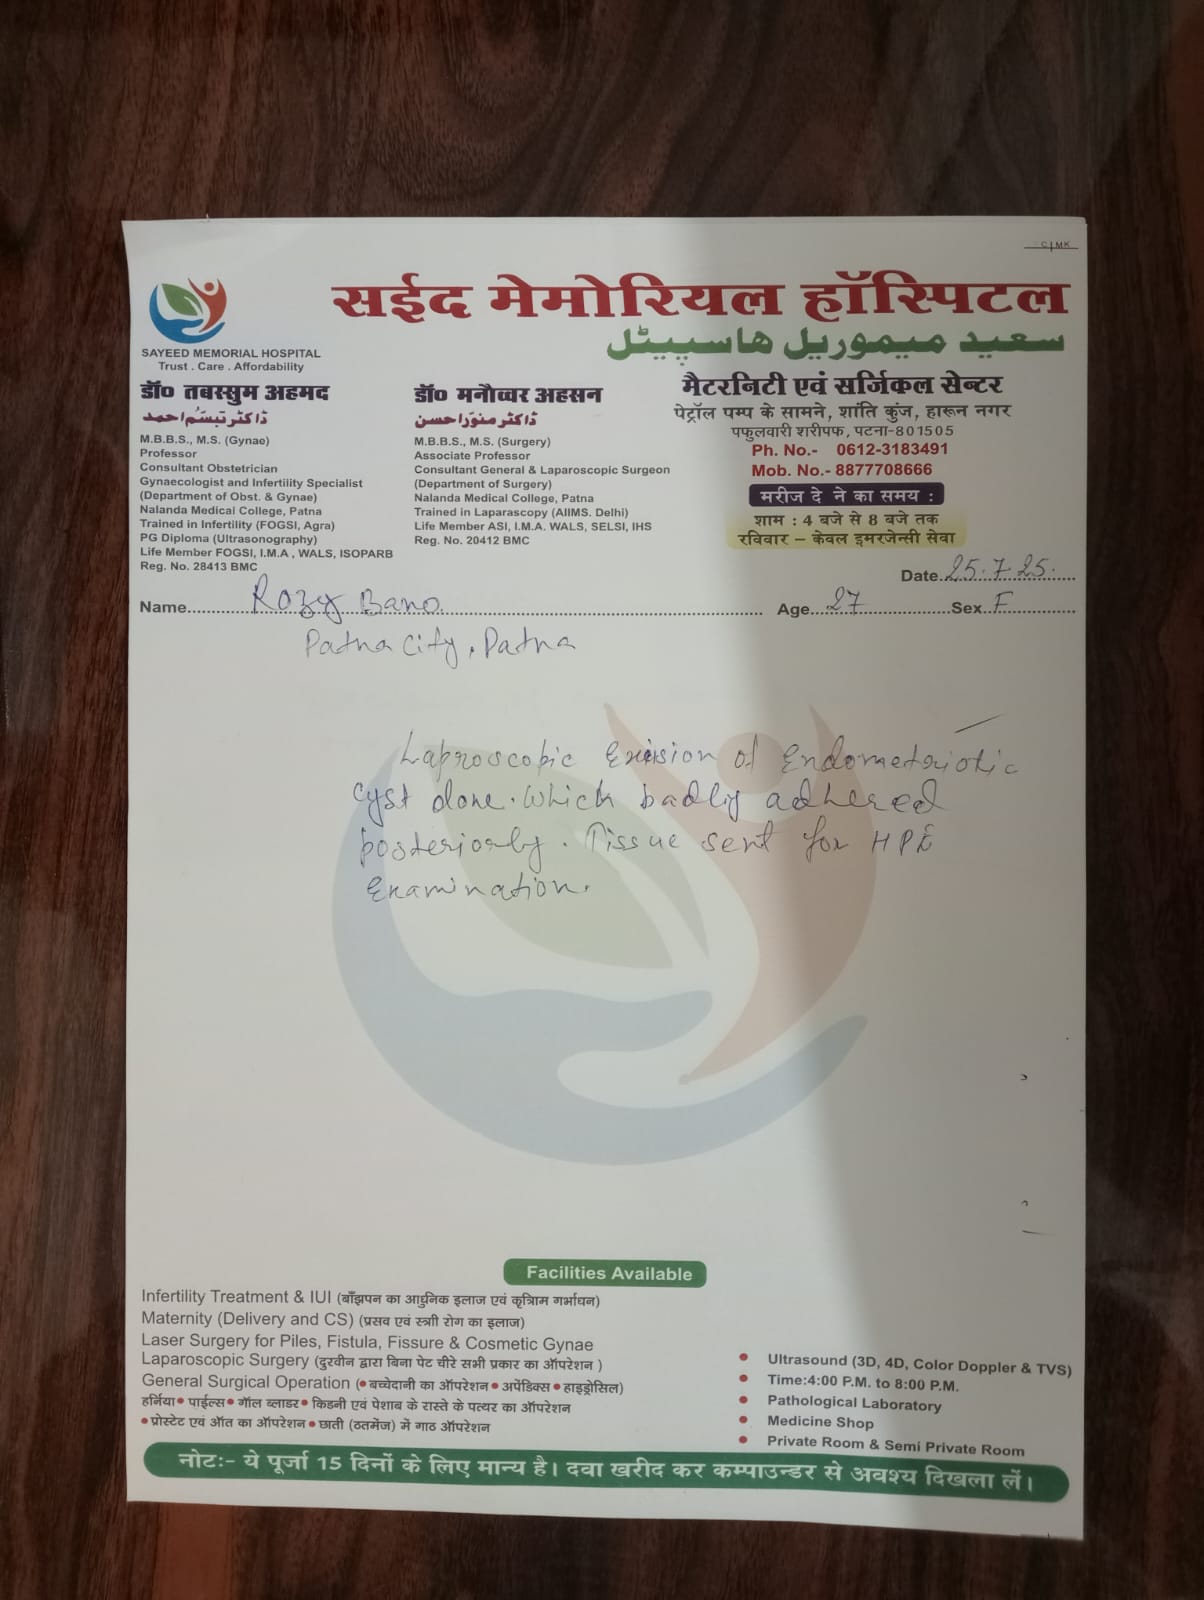 C M K
सईद मेमोरियल हॉस्पिटल
سعید میموریل ہاسپیٹل
SAYEED MEMORIAL HOSPITAL
Trust . Care . Affordability
डॉ० तबस्सुम अहमद
ڈاکٹر تبسّم احمد
M.B.B.S., M.S. (Gynae)
Professor
Consultant Obstetrician
Gynaecologist and Infertility Specialist
(Department of Obst. & Gynae)
Nalanda Medical College, Patna
Trained in Infertility (FOGSI, Agra)
PG Diploma (Ultrasonography)
Life Member FOGSI, I.M.A , WALS, ISOPARB
Reg. No. 28413 BMC
डॉ० मनौव्वर अहसन
ڈاکٹر منوّر احسن
M.B.B.S., M.S. (Surgery)
Associate Professor
Consultant General & Laparoscopic Surgeon
(Department of Surgery)
Nalanda Medical College, Patna
Trained in Laparascopy (AIIMS. Delhi)
Life Member ASI, I.M.A. WALS, SELSI, IHS
Reg. No. 20412 BMC
मैटरनिटी एवं सर्जिकल सेन्टर
पेट्रॉल पम्प के सामने, शांति कुंज, हारून नगर
पफुलवारी शरीपफ, पटना-801505
Ph. No.- 0612-3183491
Mob. No.- 8877708666
मरीज दे ने का समय :
शाम : 4 बजे से 8 बजे तक
रविवार – केवल इमरजेन्सी सेवा
Date 25.7.25.
Name Rozy Bano Age 27 Sex F
Patna City, Patna
Laproscopic Exision of Endometeriotic
cyst done. Which badly adhered
posteriorly. Tissue sent for HPE
Examination.
Facilities Available
Infertility Treatment & IUI (बाँझपन का आधुनिक इलाज एवं कृत्रिाम गर्भाधन)
Maternity (Delivery and CS) (प्रसव एवं स्त्राी रोग का इलाज)
Laser Surgery for Piles, Fistula, Fissure & Cosmetic Gynae
Laparoscopic Surgery (दुरवीन द्वारा बिना पेट चीरे सभी प्रकार का ऑपरेशन )
General Surgical Operation (•बच्चेदानी का ऑपरेशन • अपेंडिक्स • हाइड्रोसिल)
हर्निया • पाईल्स • गॉल ब्लाडर • किडनी एवं पेशाब के रास्ते के पत्थर का ऑपरेशन
• प्रोस्टेट एवं ऑत का ऑपरेशन • छाती (ठतमेंज) में गाठ ऑपरेशन
• Ultrasound (3D, 4D, Color Doppler & TVS)
• Time:4:00 P.M. to 8:00 P.M.
• Pathological Laboratory
• Medicine Shop
• Private Room & Semi Private Room
नोटः- ये पूर्जा 15 दिनों के लिए मान्य है। दवा खरीद कर कम्पाउन्डर से अवश्य दिखला लें।